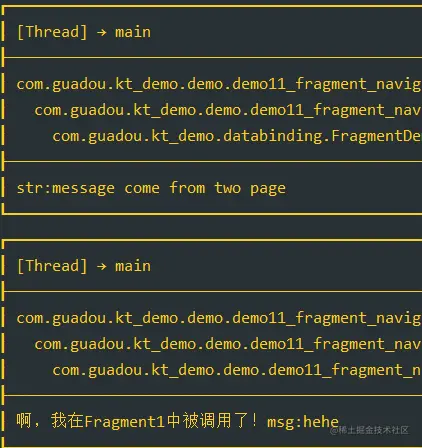 [Thread] → main
com.guadou.kt_demo.demo.demo11_fragment_navig
com.guadou.kt_demo.demo.demo11_fragment_nav
com.guadou.kt_demo.databinding.FragmentDe
str:message come from two page
[Thread] → main
com.guadou.kt_demo.demo.demo11_fragment_navig
com.guadou.kt_demo.demo.demo11_fragment_nav
com.guadou.kt_demo.demo.demo11_fragment_n
啊，我在Fragment1中被调用了！msg:hehe
@稀土掘金技术社区